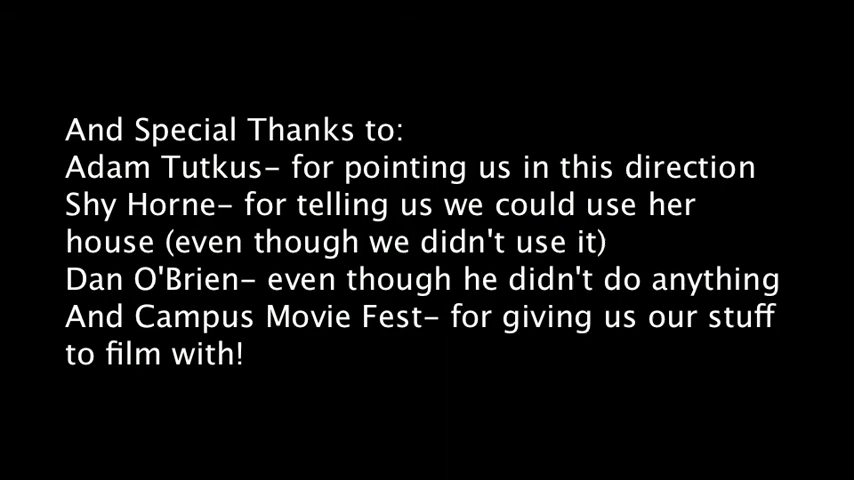 And Special Thanks to:
Adam Tutkus- for pointing us in this direction
Shy Horne- for telling us we could use her
house (even though we didn't use it)
Dan O'Brien- even though he didn't do anything
And Campus Movie Fest- for giving us our stuff
to film with!